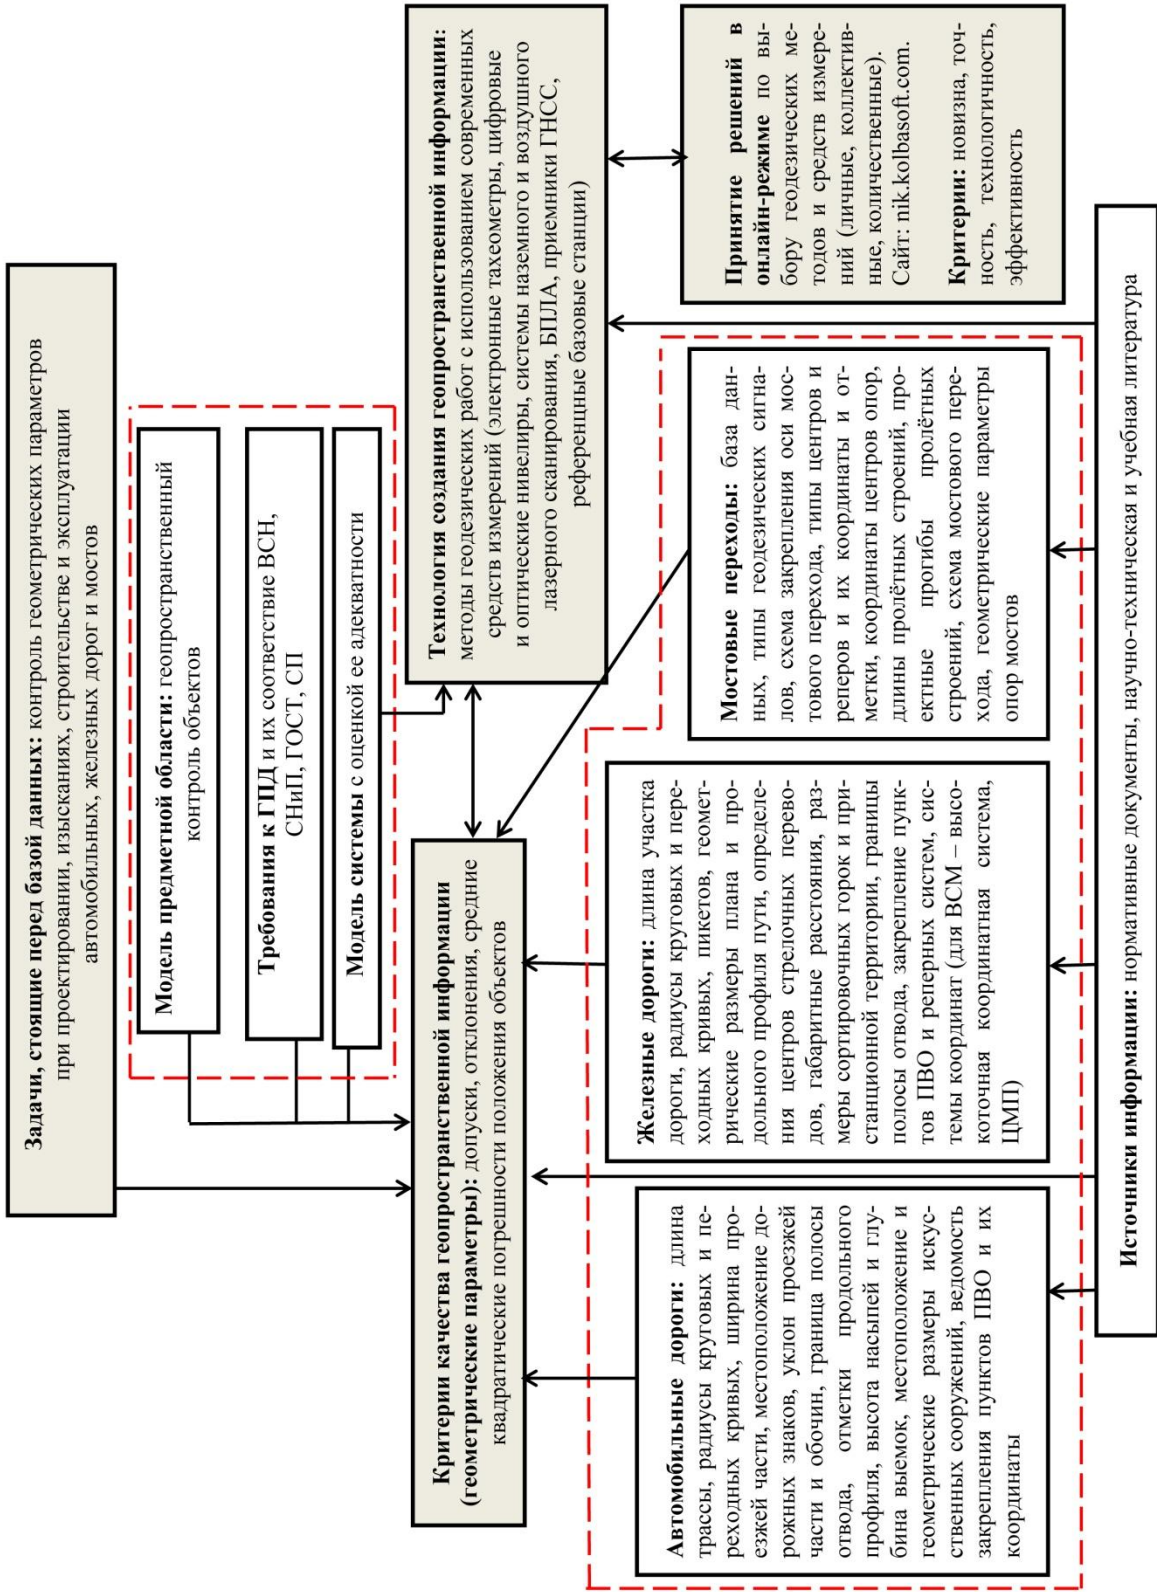 Задачи, стоящие перед базой данных: контроль геометрических параметров
при проектировании, изысканиях, строительстве и эксплуатации
автомобильных, железных дорог и мостов
Модель предметной области: геопространственный
контроль объектов
Требования к ГПД и их соответствие ВСН,
СНиП, ГОСТ, СП
Модель системы с оценкой ее адекватности
Критерии качества геопространственной информации
(геометрические параметры): допуски, отклонения, средние
квадратические погрешности положения объектов
Технология создания геопространственной информации:
методы геодезических работ с использованием современных
средств измерений (электронные тахеометры, цифровые
и оптические нивелиры, системы наземного и воздушного
лазерного сканирования, БПЛА, приемники ГНСС,
референцные базовые станции)
Автомобильные дороги: длина
трассы, радиусы круговых и пе-
реходных кривых, ширина про-
езжей части, местоположение до-
рожных знаков, уклон проезжей
части и обочин, граница полосы
отвода, отметки продольного
профиля, высота насыпей и глу-
бина выемок, местоположение и
геометрические размеры искус-
ственных сооружений, ведомость
закрепления пунктов ПВО и их
координаты
Железные дороги: длина участка
дороги, радиусы круговых и пере-
ходных кривых, пикетов, геомет-
рические размеры плана и про-
дольного профиля пути, определе-
ния центров стрелочных перево-
дов, габаритные расстояния, раз-
меры сортировочных горок и при-
станционной территории, границы
полосы отвода, закрепление пунк-
тов ПВО и реперных систем, сис-
темы координат (для ВСМ – высо-
коточная координатная система,
ЦМП)
Мостовые переходы: база дан-
ных, типы геодезических сигна-
лов, схема закрепления оси мос-
тового перехода, типы центров и
реперов и их координаты и от-
метки, координаты центров опор,
длины пролётных строений, про-
ектные прогибы пролётных
строений, схема мостового пере-
хода, геометрические параметры
опор мостов
Принятие решений в
онлайн-режиме по вы-
бору геодезических ме-
тодов и средств измере-
ний (личные, коллектив-
ные, количественные).
Сайт: nik.kolbasoft.com.
Критерии: новизна, точ-
ность, технологичность,
эффективность
Источники информации: нормативные документы, научно-техническая и учебная литература